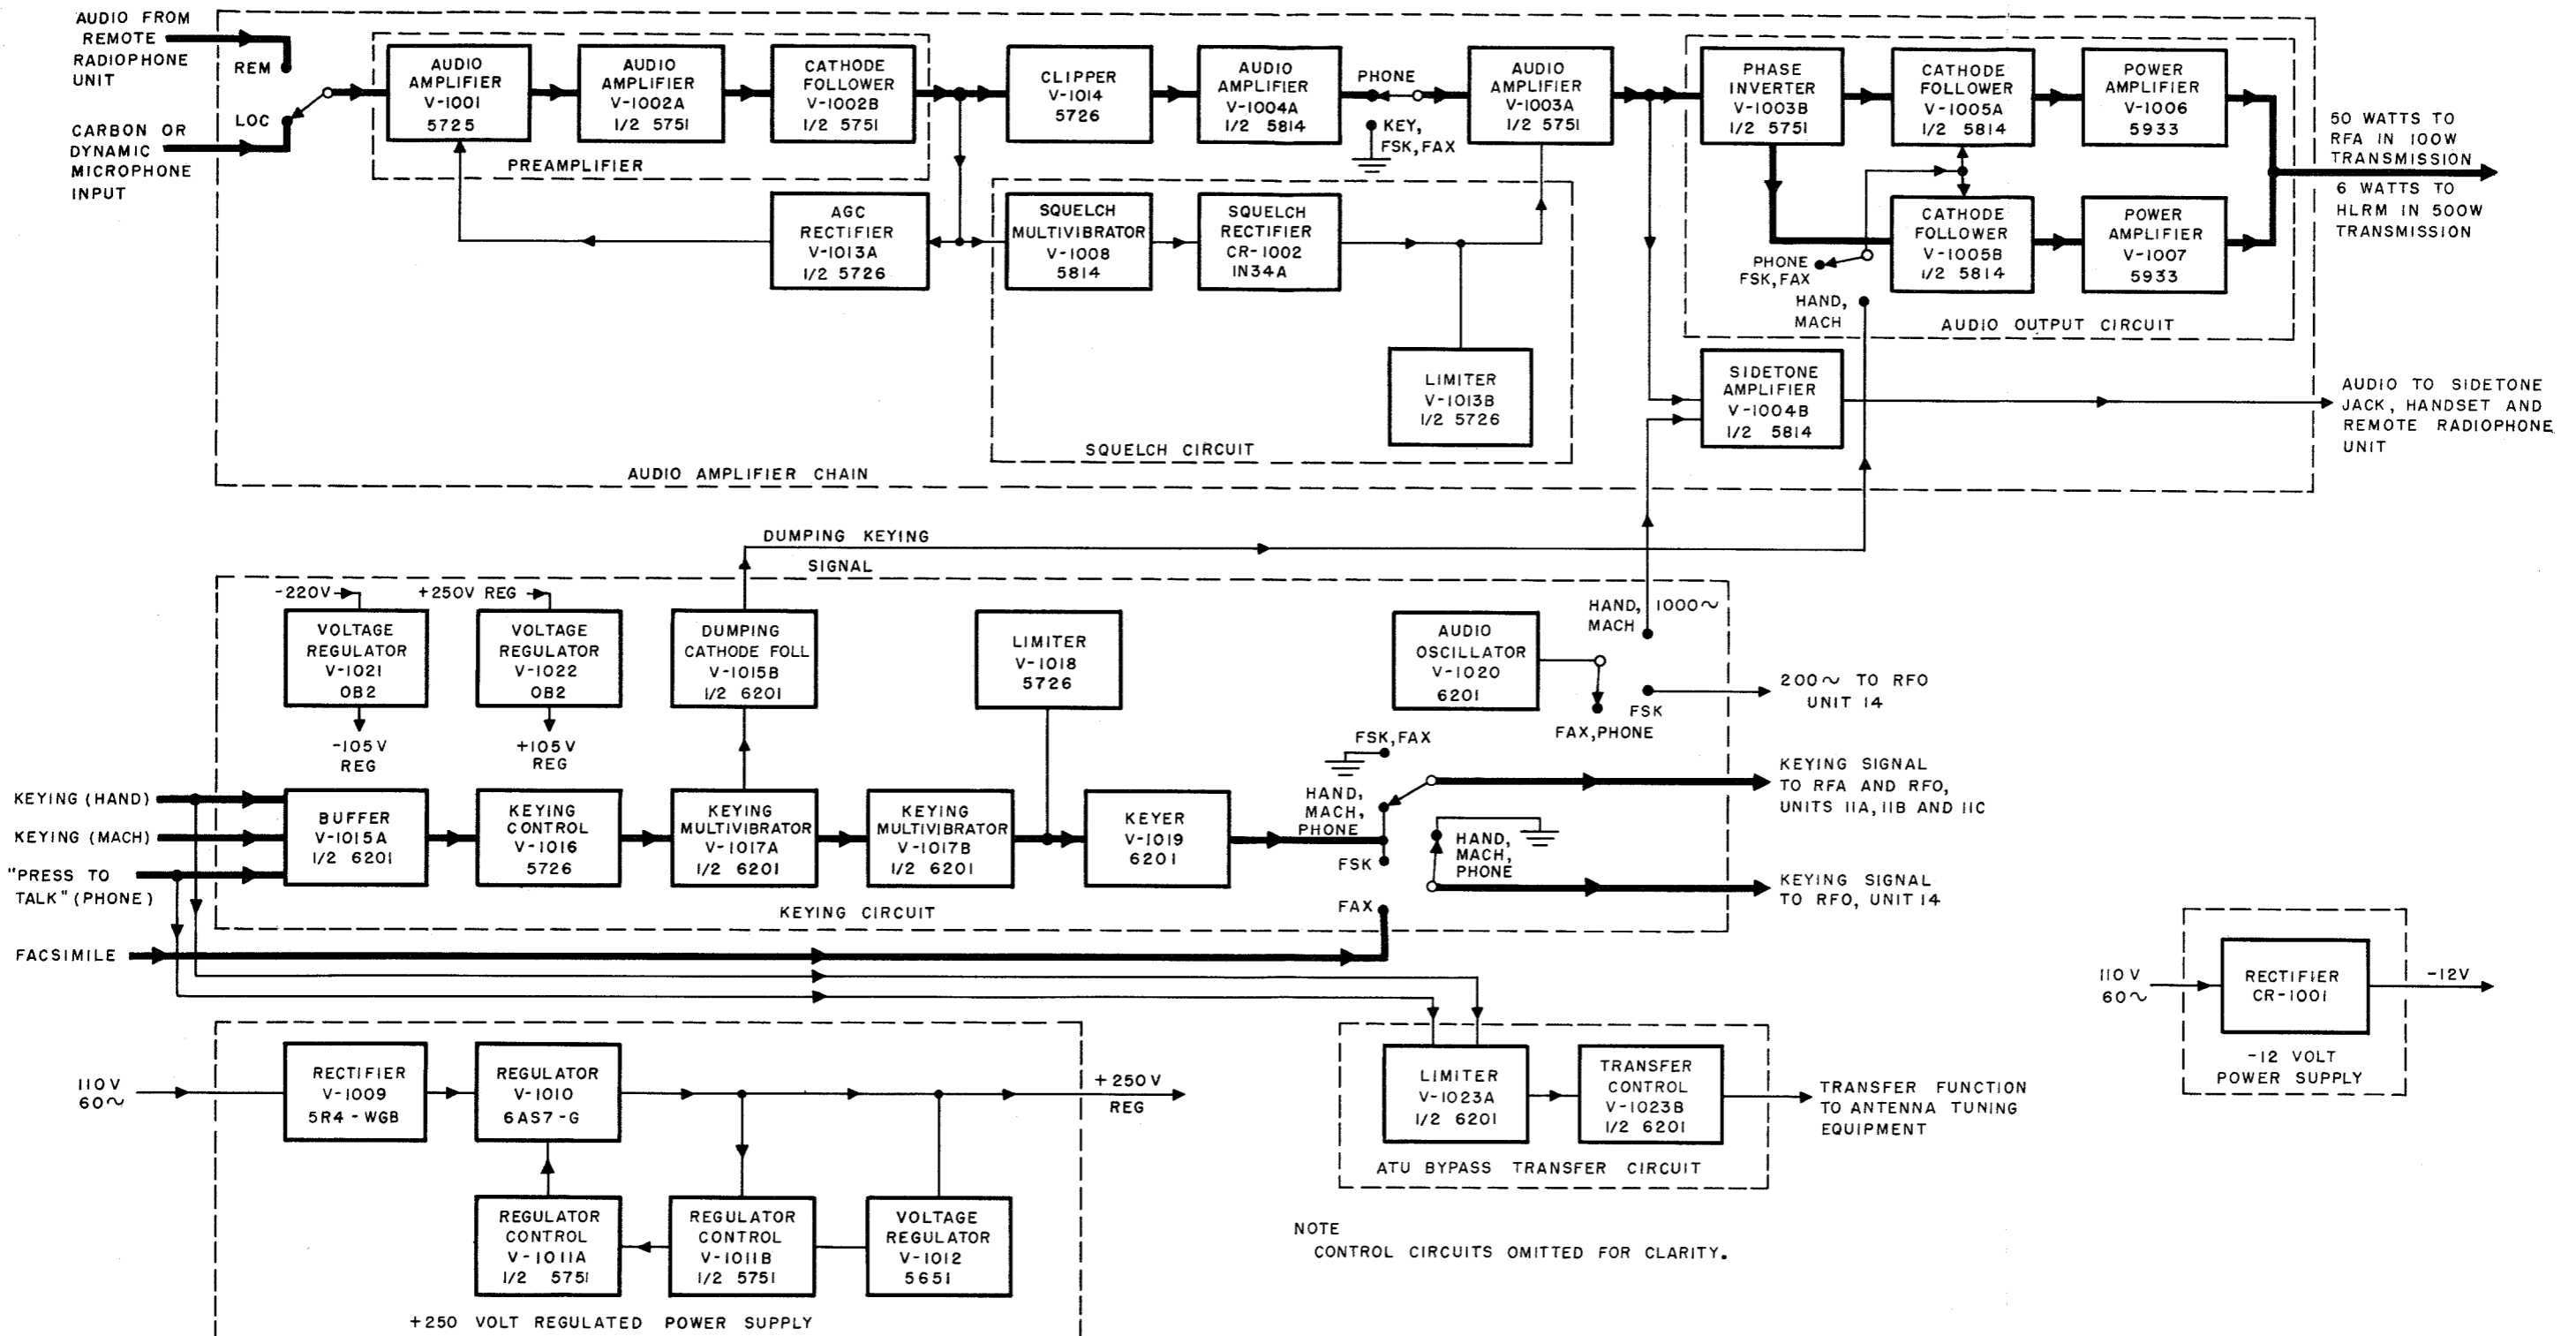 AUDIO FROM
REMOTE
RADIOPHONE
UNIT
REM
LOC
CARBON OR
DYNAMIC
MICROPHONE
INPUT
AUDIO
AMPLIFIER
V-1001
5725
AUDIO
AMPLIFIER
V-1002A
1/2 5751
CATHODE
FOLLOWER
V-1002B
1/2 5751
PREAMPLIFIER
CLIPPER
V-1014
5726
AUDIO
AMPLIFIER
V-1004A
1/2 5814
PHONE
KEY,
FSK, FAX
AUDIO
AMPLIFIER
V-1003A
1/2 5751
PHASE
INVERTER
V-1003B
1/2 5751
CATHODE
FOLLOWER
V-1005A
1/2 5814
POWER
AMPLIFIER
V-1006
5933
50 WATTS TO
RFA IN 100W
TRANSMISSION
6 WATTS TO
HLRM IN 500W
TRANSMISSION
AGC
RECTIFIER
V-1013A
1/2 5726
SQUELCH
MULTIVIBRATOR
V-1008
5814
SQUELCH
RECTIFIER
CR-1002
IN34A
CATHODE
FOLLOWER
V-1005B
1/2 5814
POWER
AMPLIFIER
V-1007
5933
PHONE
FSK, FAX
HAND,
MACH
AUDIO OUTPUT CIRCUIT
LIMITER
V-1013B
1/2 5726
SQUELCH CIRCUIT
SIDETONE
AMPLIFIER
V-1004B
1/2 5814
AUDIO TO SIDETONE
JACK, HANDSET AND
REMOTE RADIOPHONE
UNIT
AUDIO AMPLIFIER CHAIN
DUMPING KEYING
SIGNAL
-220V
+250V REG
VOLTAGE
REGULATOR
V-1021
OB2
-105V
REG
VOLTAGE
REGULATOR
V-1022
OB2
+105V
REG
DUMPING
CATHODE FOLL
V-1015B
1/2 6201
LIMITER
V-1018
5726
AUDIO
OSCILLATOR
V-1020
6201
HAND, 1000~
MACH
FSK
FAX, PHONE
200~ TO RFO
UNIT 14
KEYING (HAND)
KEYING (MACH)
"PRESS TO
TALK" (PHONE)
FACSIMILE
BUFFER
V-1015A
1/2 6201
KEYING
CONTROL
V-1016
5726
KEYING
MULTIVIBRATOR
V-1017A
1/2 6201
KEYING
MULTIVIBRATOR
V-1017B
1/2 6201
KEYER
V-1019
6201
FSK, FAX
HAND,
MACH,
PHONE
FSK
FAX
HAND,
MACH,
PHONE
KEYING SIGNAL
TO RFA AND RFO,
UNITS 11A, 11B AND 11C
KEYING SIGNAL
TO RFO, UNIT 14
KEYING CIRCUIT
110V
60~
RECTIFIER
V-1009
5R4-WGB
REGULATOR
V-1010
6AS7-G
+250V
REG
REGULATOR
CONTROL
V-1011A
1/2 5751
REGULATOR
CONTROL
V-1011B
1/2 5751
VOLTAGE
REGULATOR
V-1012
5651
+250 VOLT REGULATED POWER SUPPLY
LIMITER
V-1023A
1/2 6201
TRANSFER
CONTROL
V-1023B
1/2 6201
ATU BYPASS TRANSFER CIRCUIT
TRANSFER FUNCTION
TO ANTENNA TUNING
EQUIPMENT
110V
60~
RECTIFIER
CR-1001
-12V
-12 VOLT
POWER SUPPLY
NOTE
CONTROL CIRCUITS OMITTED FOR CLARITY.